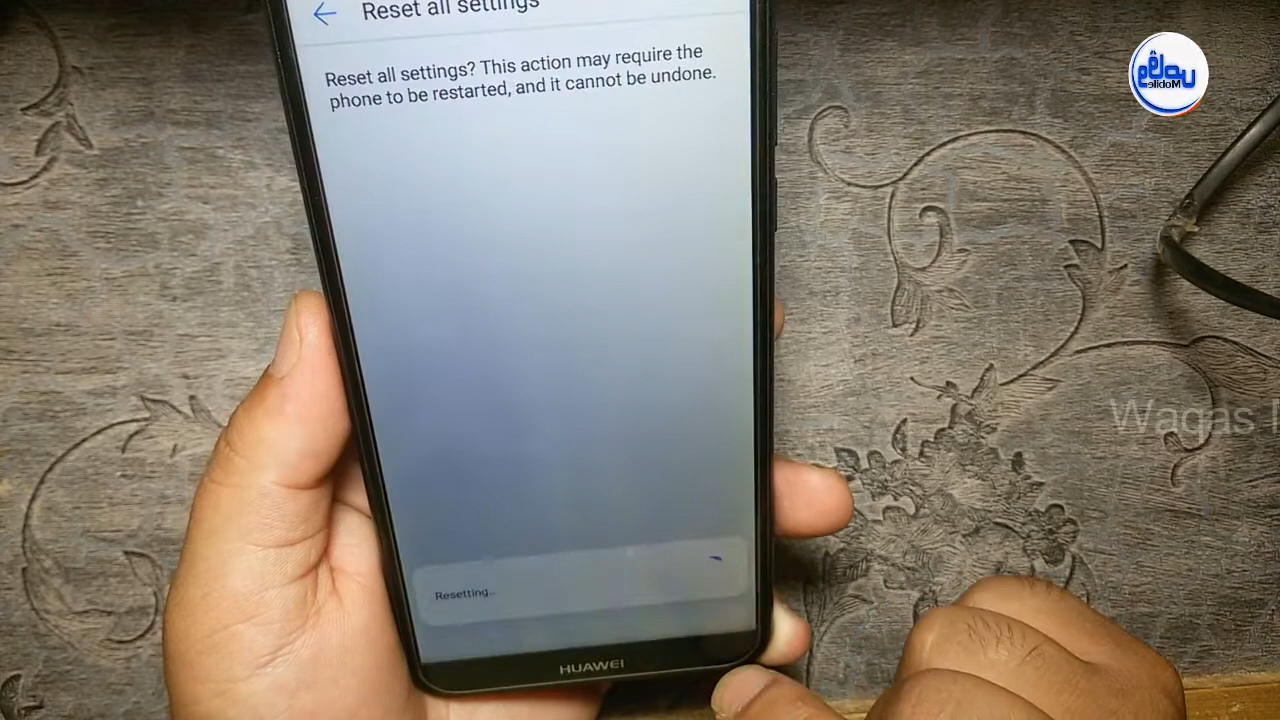 Reset all settings
Reset all settings? This action may require the
phone to be restarted, and it cannot be undone.
Mobile
Waqas
Resetting..
HUAWEI